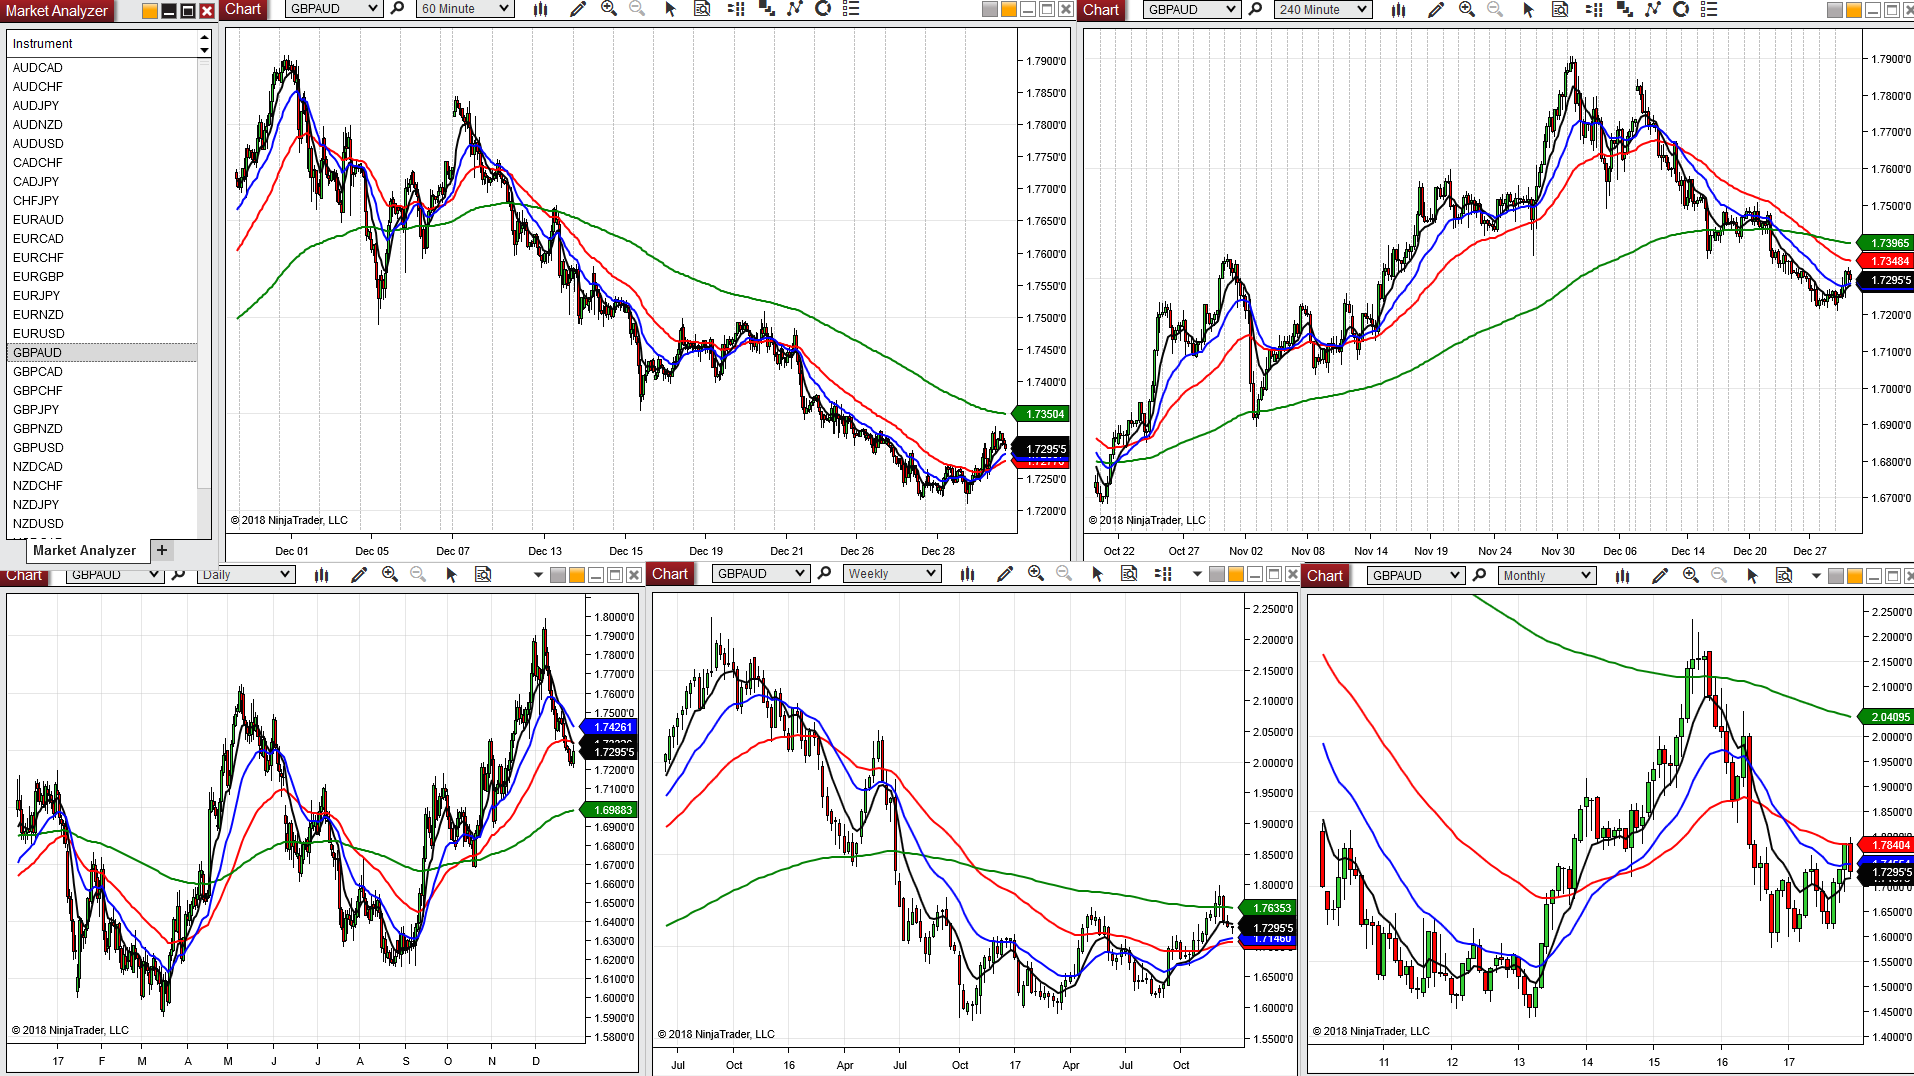 Market Analyzer
Instrument
AUDCAD
AUDCHF
AUDJPY
AUDNZD
AUDUSD
CADCHF
CADJPY
CHFJPY
EURAUD
EURCAD
EURCHF
EURGBP
EURJPY
EURNZD
EURUSD
GBPAUD
GBPCAD
GBPCHF
GBPJPY
GBPNZD
GBPUSD
NZDCAD
NZDCHF
NZDJPY
NZDUSD
Market Analyzer +
Chart GBPAUD 60 Minute
1.7900'0
1.7850'0
1.7800'0
1.7750'0
1.7700'0
1.7650'0
1.7600'0
1.7550'0
1.7500'0
1.7450'0
1.7400'0
1.73504
1.7295'5
1.7250'0
1.7200'0
© 2018 NinjaTrader, LLC
Dec 01 Dec 05 Dec 07 Dec 13 Dec 15 Dec 19 Dec 21 Dec 26 Dec 28
Chart GBPAUD 240 Minute
1.7900'0
1.7800'0
1.7700'0
1.7600'0
1.7500'0
1.73965
1.73484
1.7295'5
1.7200'0
1.7100'0
1.7000'0
1.6900'0
1.6800'0
1.6700'0
© 2018 NinjaTrader, LLC
Oct 22 Oct 27 Nov 02 Nov 08 Nov 14 Nov 19 Nov 24 Nov 30 Dec 06 Dec 14 Dec 20 Dec 27
Chart GBPAUD Daily
1.8000'0
1.7900'0
1.7800'0
1.7700'0
1.7600'0
1.7500'0
1.74261
1.7295'5
1.7200'0
1.7100'0
1.69883
1.6900'0
1.6800'0
1.6700'0
1.6600'0
1.6500'0
1.6400'0
1.6300'0
1.6200'0
1.6100'0
1.6000'0
1.5900'0
1.5800'0
© 2018 NinjaTrader, LLC
17 F M A M J J A S O N D
Chart GBPAUD Weekly
2.2500'0
2.2000'0
2.1500'0
2.1000'0
2.0500'0
2.0000'0
1.9500'0
1.9000'0
1.8500'0
1.8000'0
1.76353
1.7295'5
1.71460
1.6500'0
1.6000'0
1.5500'0
© 2018 NinjaTrader, LLC
Jul Oct 16 Apr Jul Oct 17 Apr Jul Oct
Chart GBPAUD Monthly
2.2500'0
2.2000'0
2.1500'0
2.1000'0
2.04095
2.0000'0
1.9500'0
1.9000'0
1.8500'0
1.78404
1.7295'5
1.7000'0
1.6500'0
1.6000'0
1.5500'0
1.5000'0
1.4500'0
1.4000'0
© 2018 NinjaTrader, LLC
11 12 13 14 15 16 17